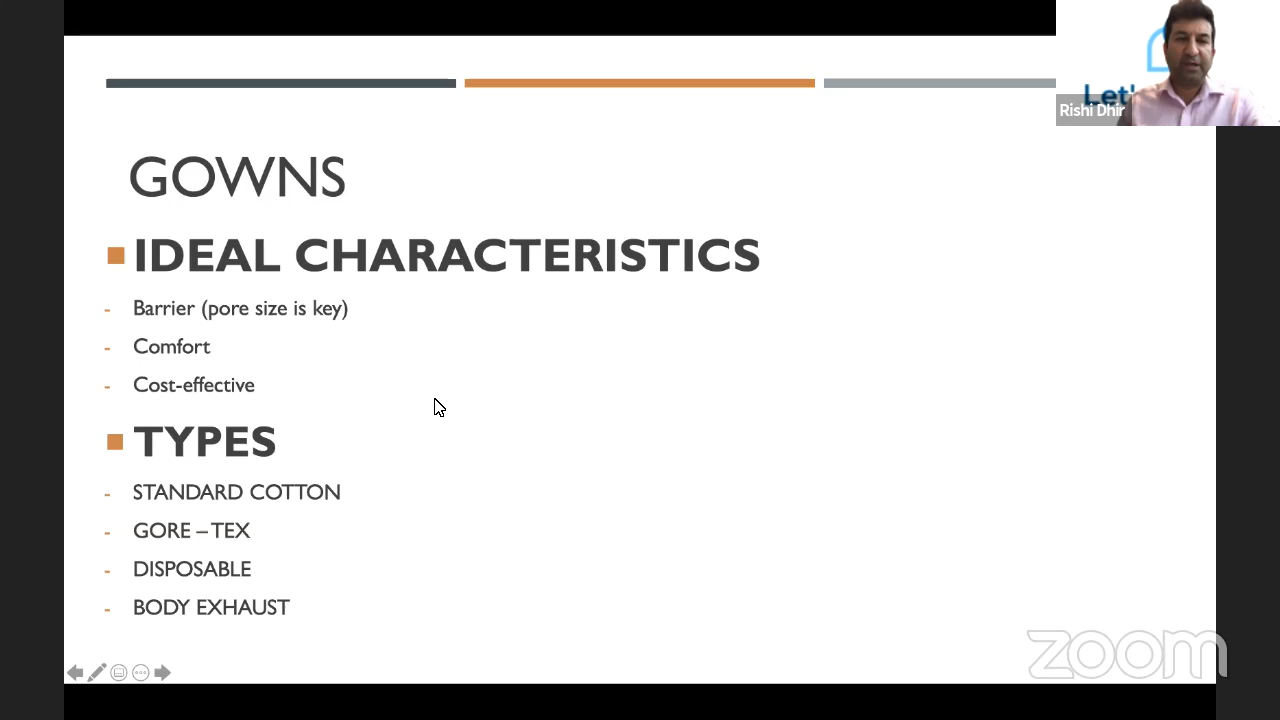 Let'
Rishi Dhir
GOWNS
IDEAL CHARACTERISTICS
- Barrier (pore size is key)
- Comfort
- Cost-effective
TYPES
- STANDARD COTTON
- GORE – TEX
- DISPOSABLE
- BODY EXHAUST
zoom